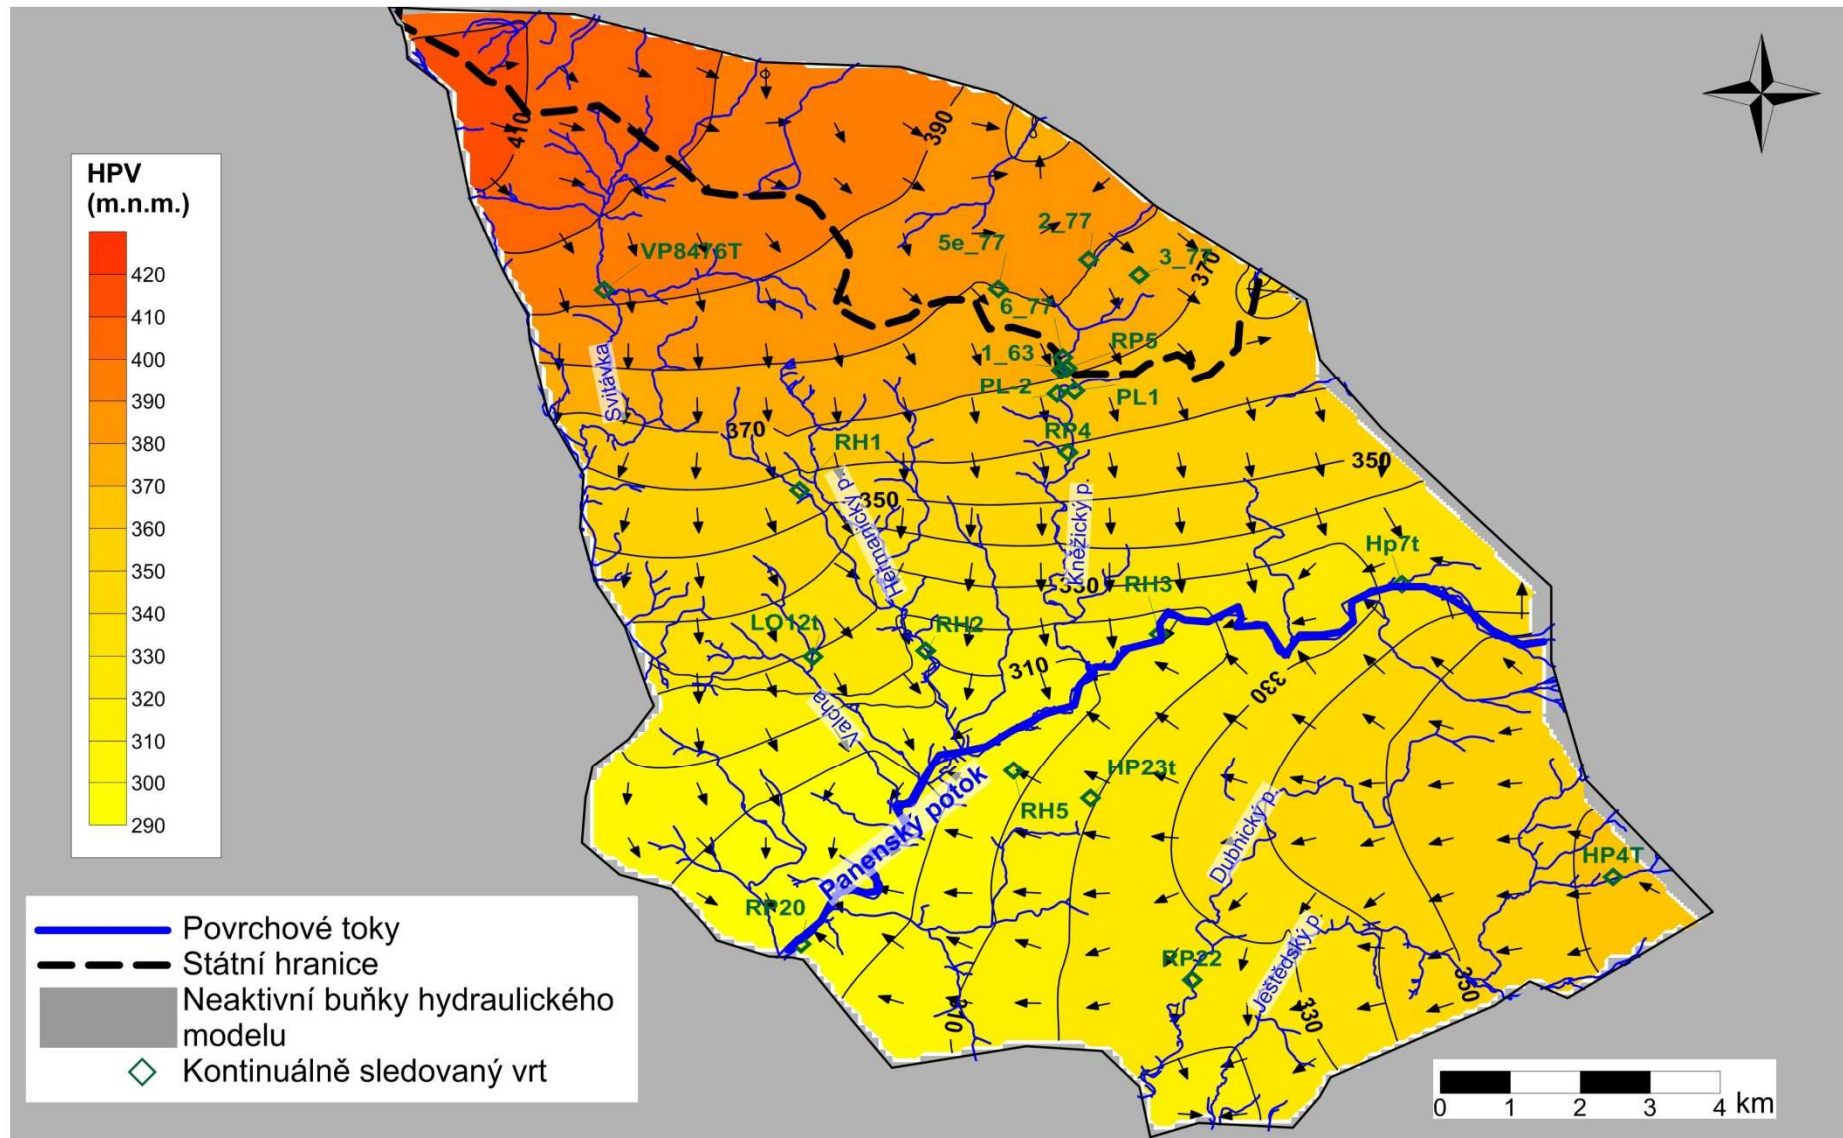 HPV
(m.n.m.)
420
410
400
390
380
370
360
350
340
330
320
310
300
290
410
390
2_77
5e_77
3_77
370
VP8476T
6_77
1_63
RP5
PL-2
PL1
Svitávka
370
RH1
RP4
350
350
Heřmanický p.
Kněžický p.
Hp7t
330
RH3
LO12t
RH2
310
330
Valcha
HP23t
RH5
Panenský potok
Dubnický p.
HP4T
RP20
RP22
Ještědský p.
350
310
330
Povrchové toky
Státní hranice
Neaktivní buňky hydraulického
modelu
Kontinuálně sledovaný vrt
0 1 2 3 4 km